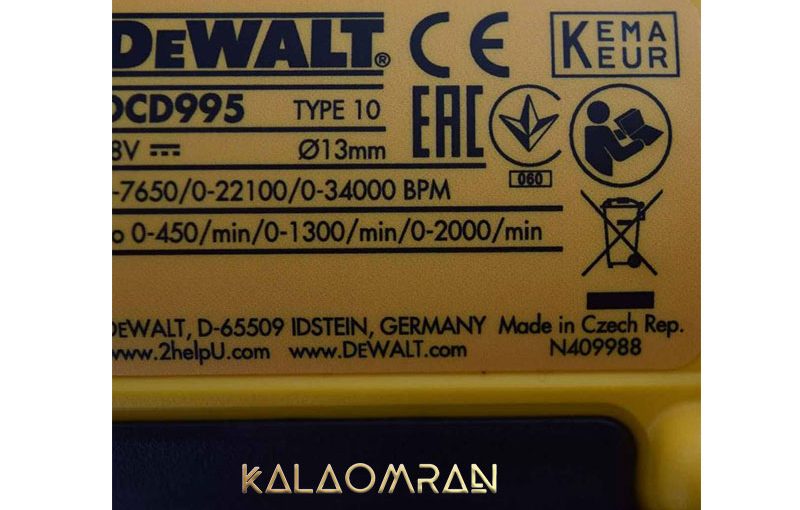 DEWALT®
DCD995 TYPE 10
8V Ø13mm
-7650/0-22100/0-34000 BPM
o 0-450/min/0-1300/min/0-2000/min
CE
KEMA
KEUR
EAC
060
DEWALT, D-65509 IDSTEIN, GERMANY Made in Czech Rep.
www.2helpU.com www.DEWALT.com N409988
KALAOMRAN